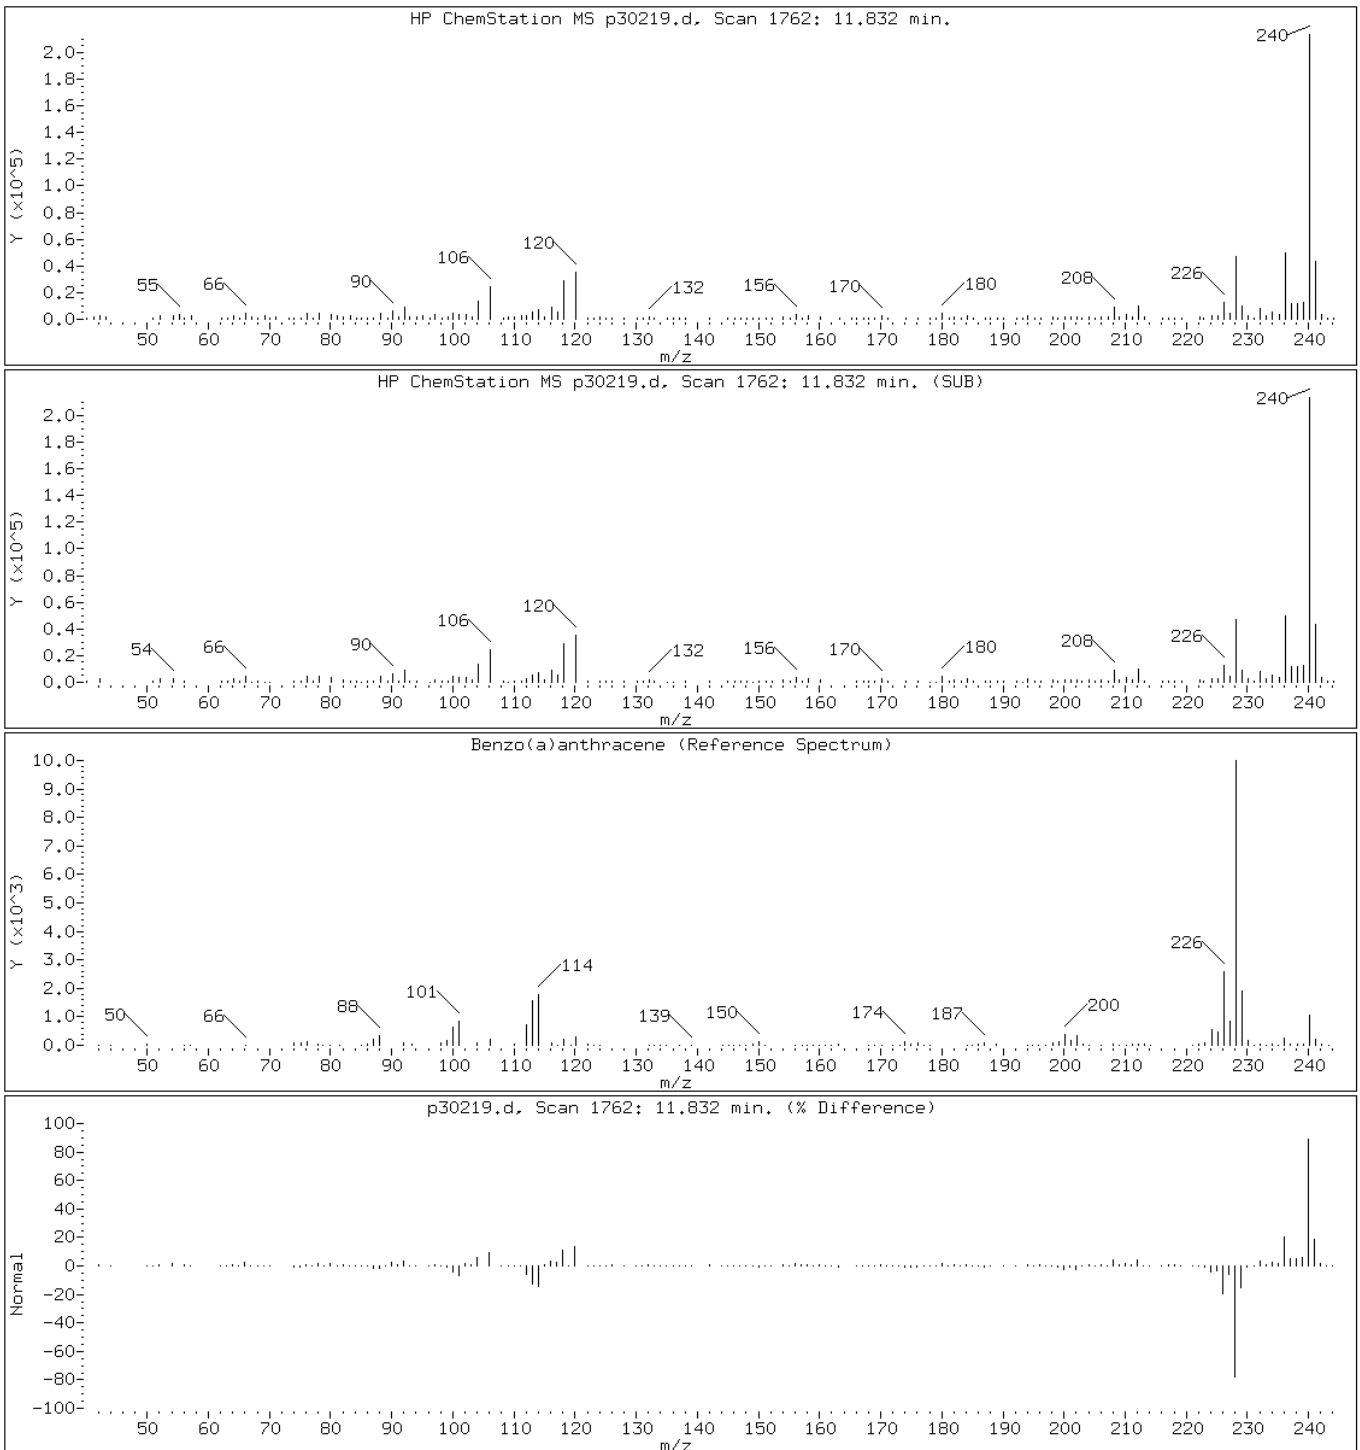 HP ChemStation MS p30219.d, Scan 1762: 11.832 min.
240
2.0-
1.8-
1.6-
1.4-
1.2-
1.0-
0.8-
0.6-
0.4-
0.2-
0.0-
Y (x10^5)
55 66 90 106 120 132 156 170 180 208 226
50 60 70 80 90 100 110 120 130 140 150 160 170 180 190 200 210 220 230 240
m/z
HP ChemStation MS p30219.d, Scan 1762: 11.832 min. (SUB)
240
2.0-
1.8-
1.6-
1.4-
1.2-
1.0-
0.8-
0.6-
0.4-
0.2-
0.0-
Y (x10^5)
54 66 90 106 120 132 156 170 180 208 226
50 60 70 80 90 100 110 120 130 140 150 160 170 180 190 200 210 220 230 240
m/z
Benzo(a)anthracene (Reference Spectrum)
10.0-
9.0-
8.0-
7.0-
6.0-
5.0-
4.0-
3.0-
2.0-
1.0-
0.0-
Y (x10^3)
50 66 88 101 114 139 150 174 187 200 226
50 60 70 80 90 100 110 120 130 140 150 160 170 180 190 200 210 220 230 240
m/z
p30219.d, Scan 1762: 11.832 min. (% Difference)
100-
80-
60-
40-
20-
0-
-20-
-40-
-60-
-80-
-100-
Normal
50 60 70 80 90 100 110 120 130 140 150 160 170 180 190 200 210 220 230 240
m/z